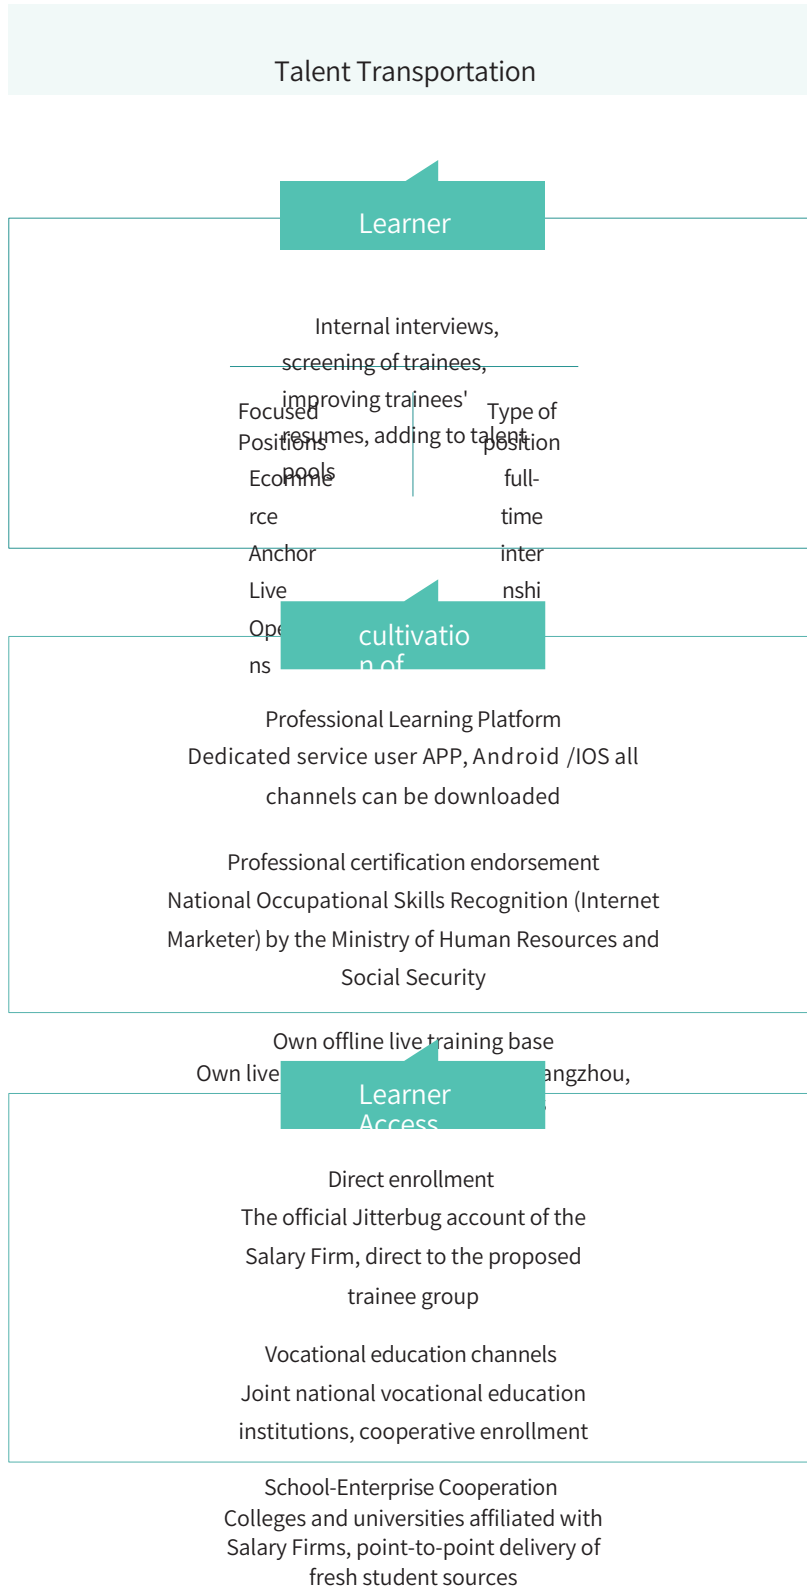 Talent Transportation
Learner
Internal interviews,
screening of trainees,
improving trainees'
resumes, adding to talent
pools
Focused
Positions
Ecomme
rce
Anchor
Live
Ope
ns
Type of
position
full-
time
inter
nshi
cultivatio
n of
Professional Learning Platform
Dedicated service user APP, Android /IOS all
channels can be downloaded
Professional certification endorsement
National Occupational Skills Recognition (Internet
Marketer) by the Ministry of Human Resources and
Social Security
Own offline live training base
Own live angzhou,
Learner
Access
Direct enrollment
The official Jitterbug account of the
Salary Firm, direct to the proposed
trainee group
Vocational education channels
Joint national vocational education
institutions, cooperative enrollment
School-Enterprise Cooperation
Colleges and universities affiliated with
Salary Firms, point-to-point delivery of
fresh student sources